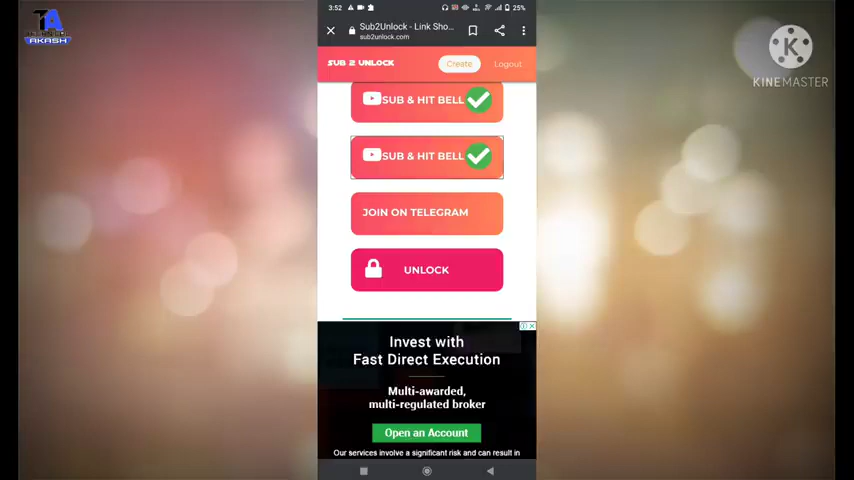 3:52
25%
Sub2Unlock - Link Sho...
sub2unlock.com
TA
TECHNICAL
AKASH
K
KINEMASTER
SUB 2 UNLOCK
Create
Logout
SUB & HIT BELL
SUB & HIT BELL
JOIN ON TELEGRAM
UNLOCK
Invest with
Fast Direct Execution
Multi-awarded,
multi-regulated broker
Open an Account
Our services involve a significant risk and can result in